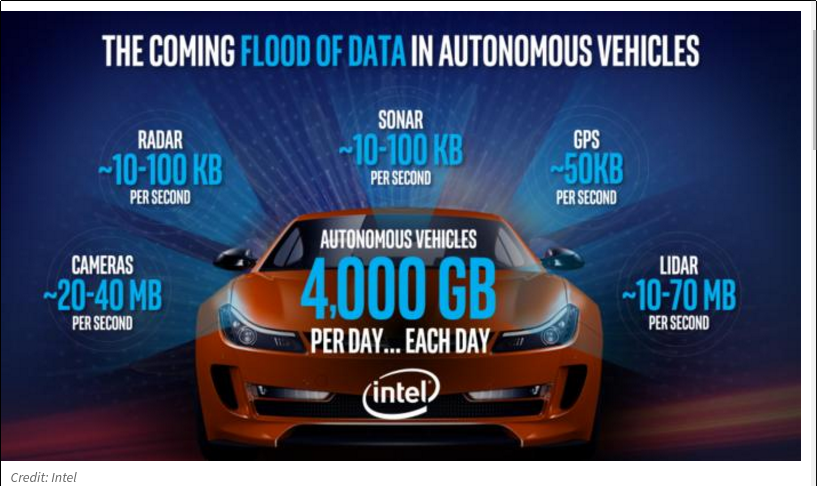 THE COMING FLOOD OF DATA IN AUTONOMOUS VEHICLES
SONAR
~10-100 KB
PER SECOND
RADAR
~10-100 KB
PER SECOND
GPS
~50KB
PER SECOND
CAMERAS
~20-40 MB
PER SECOND
AUTONOMOUS VEHICLES
4,000 GB
PER DAY... EACH DAY
LIDAR
~10-70 MB
PER SECOND
intel
Credit: Intel